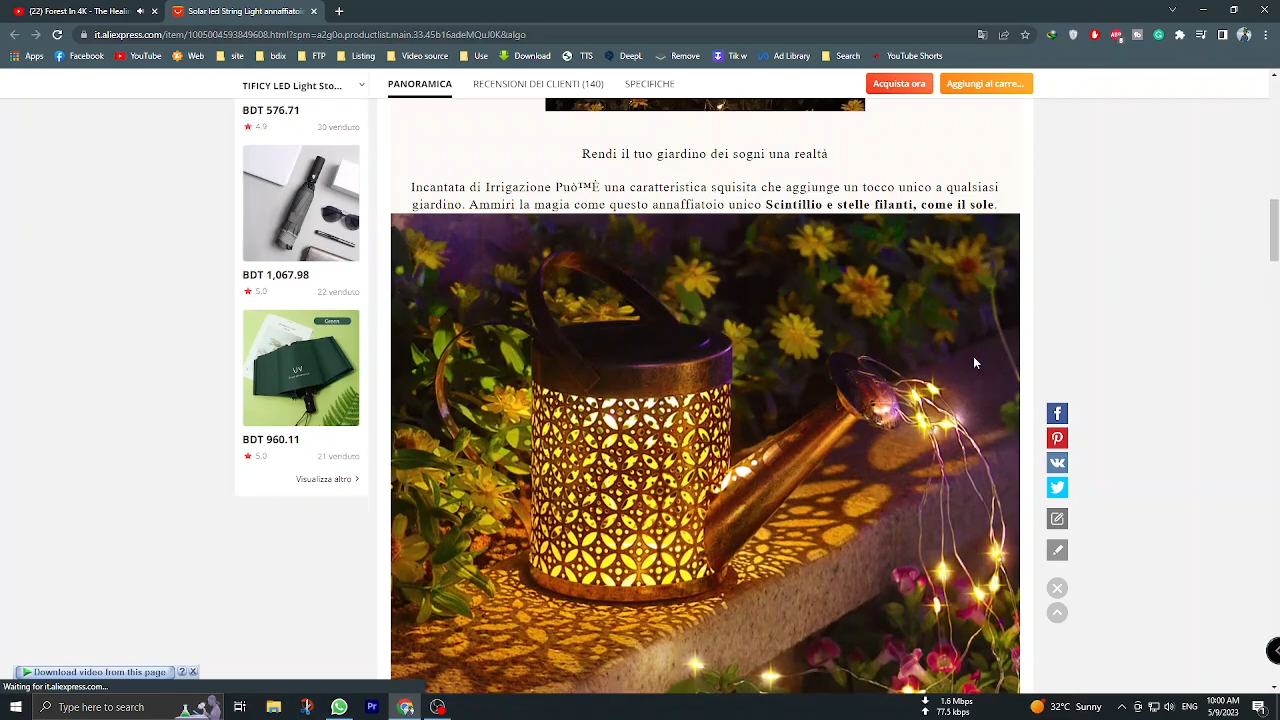 (22) Forest In 4K - The Healin
Solar led string Light annaffiatoi
it.aliexpress.com/item/1005004593849608.html?spm=a2g0o.productlist.main.33.45b16adeMQuJ0K&algo
Apps
Facebook
YouTube
Listing
site
bdix
FTP
Listing
Video source
Use
Download
TTS
DeepL
Remove
Tik w
Ad Library
Search
YouTube Shorts
TIFICY LED Light Sto...
PANORAMICA
RECENSIONI DEI CLIENTI (140)
SPECIFICHE
Acquista ora
Aggiungi al carre...
BDT 576.71
4.9
30 venduto
BDT 1,067.98
5.0
22 venduto
Green
UV
BDT 960.11
5.0
21 venduto
Visualizza altro
Rendi il tuo giardino dei sogni una realtà
Incantata di Irrigazione Può™È una caratteristica squisita che aggiunge un tocco unico a qualsiasi
giardino. Ammiri la magia come questo annaffiatoio unico Scintillio e stelle filanti, come il sole.
Download video from this page
Waiting for it.aliexpress.com...
Type here to search
1.6 Mbps
77.5 kbps
32°C Sunny
10:00 AM
5/9/2023